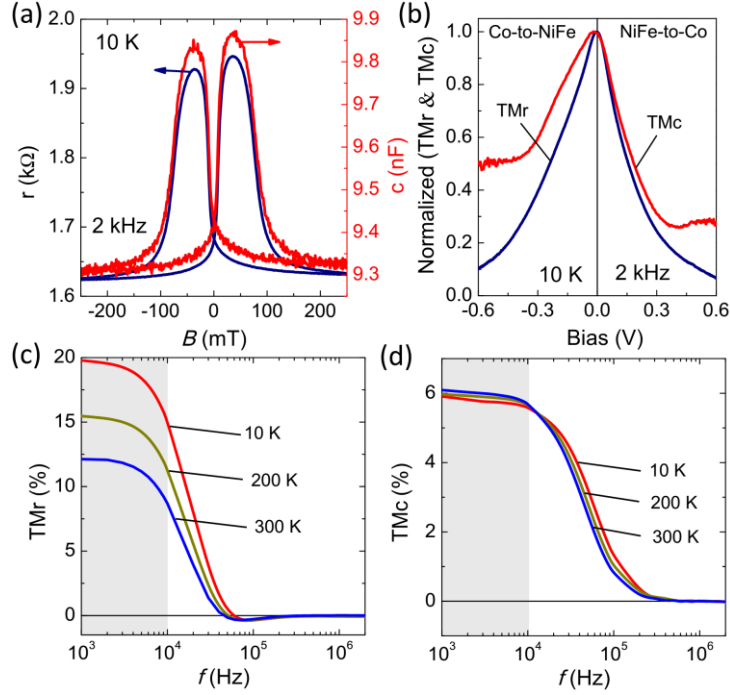 (a)
10 K
2 kHz
r (kΩ)
2.0
1.9
1.8
1.7
1.6
c (nF)
9.9
9.8
9.7
9.6
9.5
9.4
9.3
-200 -100 0 100 200
B (mT)
(b)
Co-to-NiFe NiFe-to-Co
TMr
TMc
10 K 2 kHz
Normalized (TMr & TMc)
1.0
0.8
0.6
0.4
0.2
0.0
-0.6 -0.3 0.0 0.3 0.6
Bias (V)
(c)
TMr (%)
20
15
10
5
0
10 K
200 K
300 K
10³ 10⁴ 10⁵ 10⁶
f (Hz)
(d)
TMc (%)
6
4
2
0
10 K
200 K
300 K
10³ 10⁴ 10⁵ 10⁶
f (Hz)